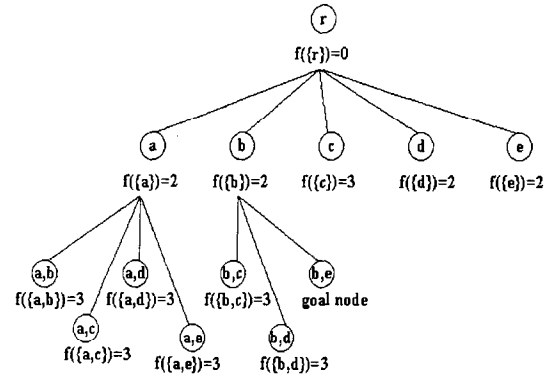 r
f({r})=0
a b c d e
f({a})=2 f({b})=2 f({c})=3 f({d})=2 f({e})=2
a,b a,d b,c b,e
f({a,b})=3 f({a,d})=3 f({b,c})=3 goal node
a,c a,e b,d
f({a,c})=3 f({a,e})=3 f({b,d})=3